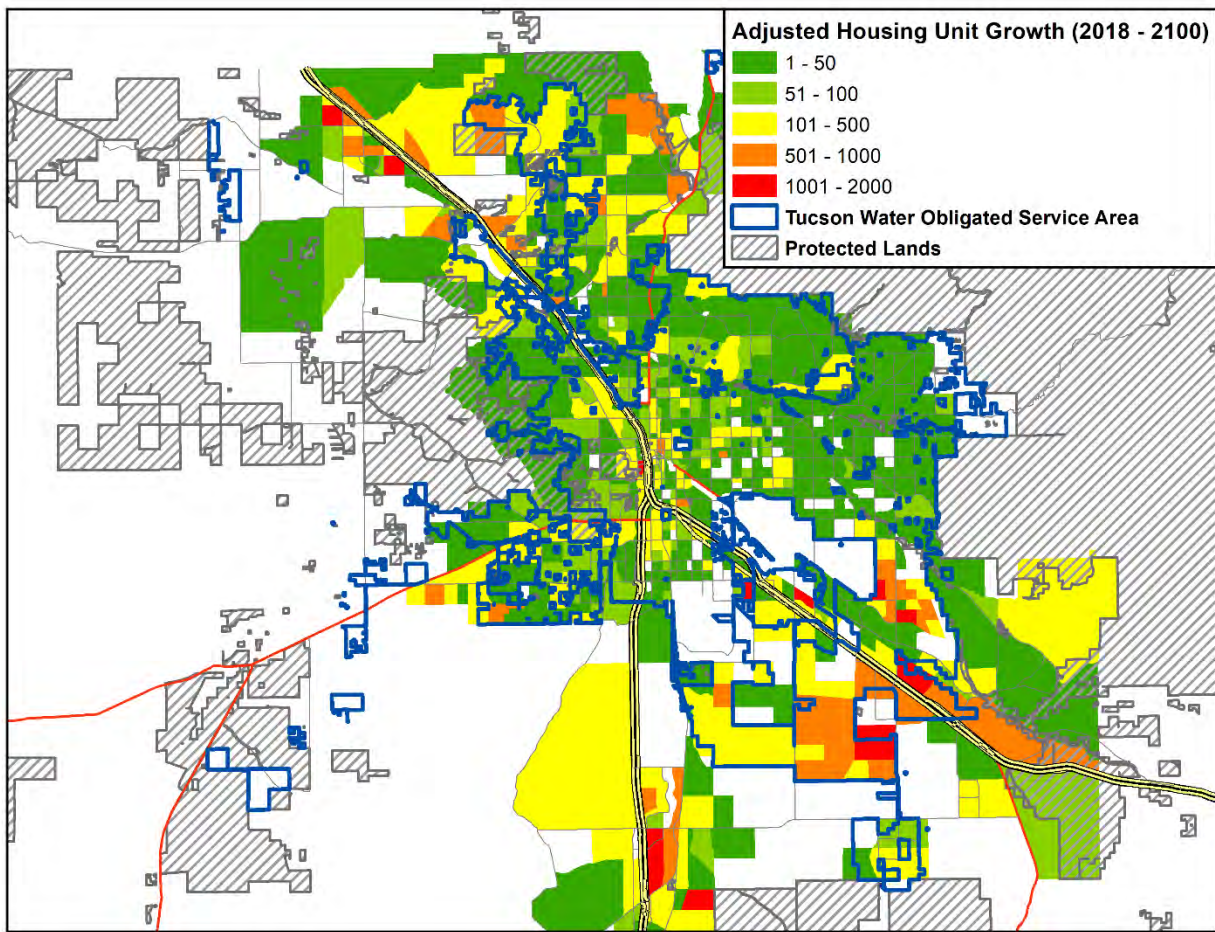 Adjusted Housing Unit Growth (2018 - 2100)
1 - 50
51 - 100
101 - 500
501 - 1000
1001 - 2000
Tucson Water Obligated Service Area
Protected Lands